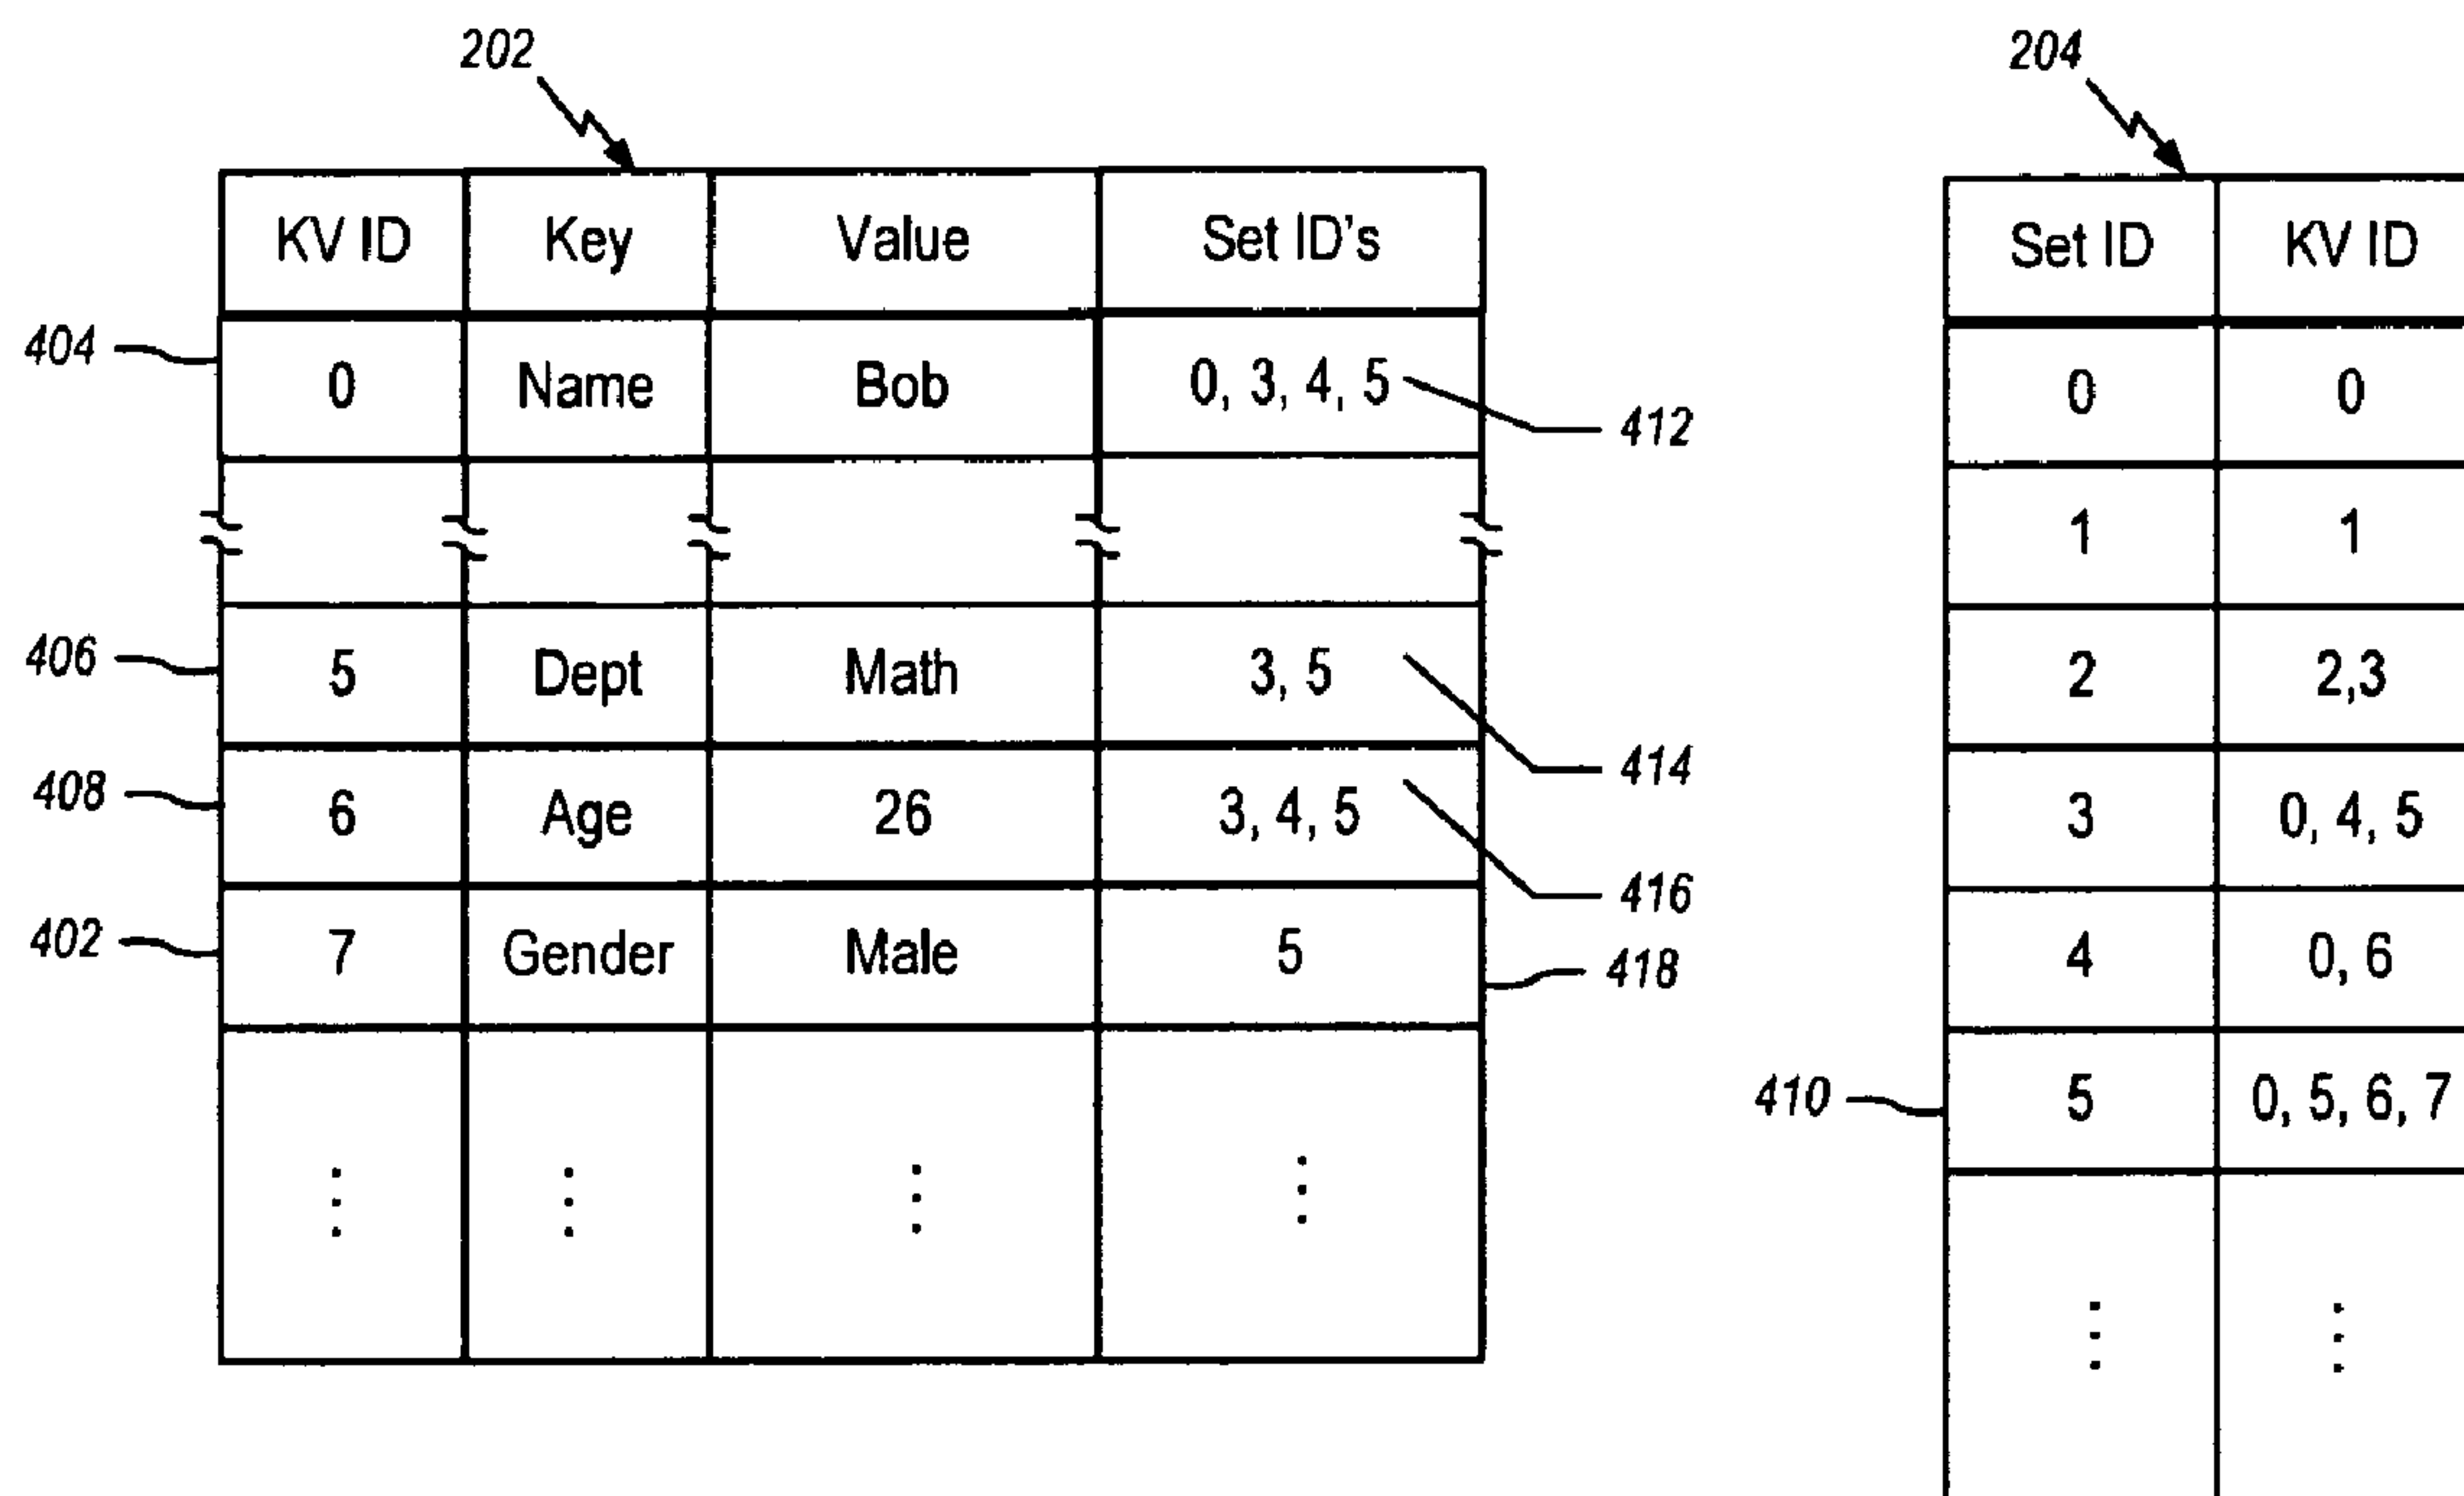 202
204
KV ID Key Value Set ID's
404
0 Name Bob 0, 3, 4, 5
412
406
5 Dept Math 3, 5
414
408
6 Age 26 3, 4, 5
416
402
7 Gender Male 5
418
Set ID KV ID
0 0
1 1
2 2,3
3 0, 4, 5
4 0, 6
410
5 0, 5, 6, 7